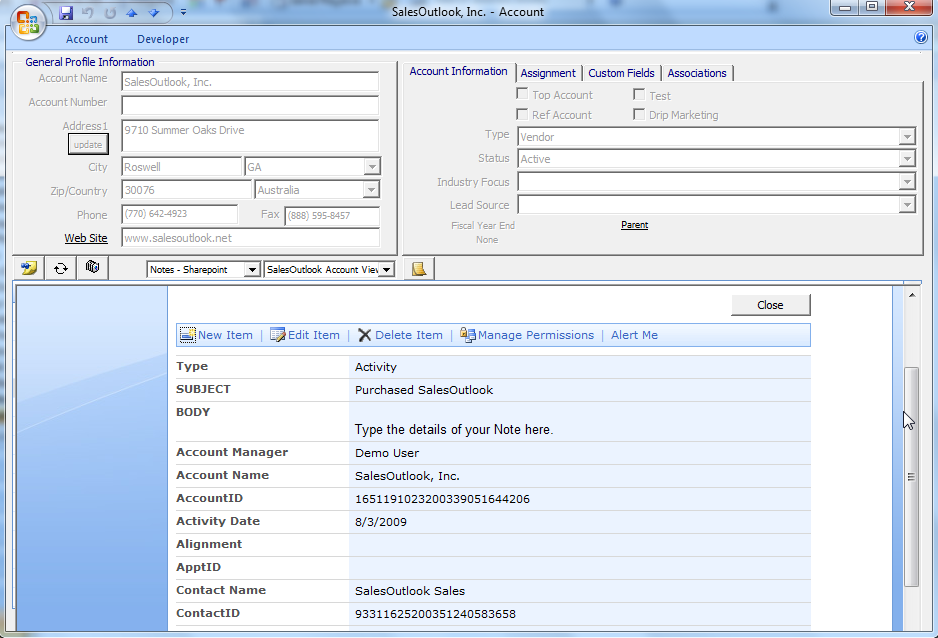 SalesOutlook, Inc. - Account
Account Developer
General Profile Information
Account Name SalesOutlook, Inc.
Account Number
Address1 9710 Summer Oaks Drive
update
City Roswell GA
Zip/Country 30076 Australia
Phone (770) 642-4923 Fax (888) 595-8457
Web Site www.salesoutlook.net
Account Information Assignment Custom Fields Associations
Top Account Test
Ref Account Drip Marketing
Type Vendor
Status Active
Industry Focus
Lead Source
Fiscal Year End Parent
None
Notes - Sharepoint SalesOutlook Account View
Close
New Item | Edit Item | Delete Item | Manage Permissions | Alert Me
Type Activity
SUBJECT Purchased SalesOutlook
BODY
Type the details of your Note here.
Account Manager Demo User
Account Name SalesOutlook, Inc.
AccountID 1651191023200339051644206
Activity Date 8/3/2009
Alignment
ApptID
Contact Name SalesOutlook Sales
ContactID 93311625200351240583658